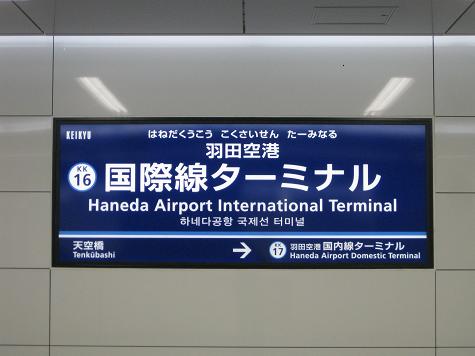 KEIKYU
はねだくうこう こくさいせん たーみなる
羽田空港
KK
16
国際線ターミナル
Haneda Airport International Terminal
하네다공항 국제선 터미널
天空橋
Tenkūbashi
→
KK
17
羽田空港 国内線ターミナル
Haneda Airport Domestic Terminal